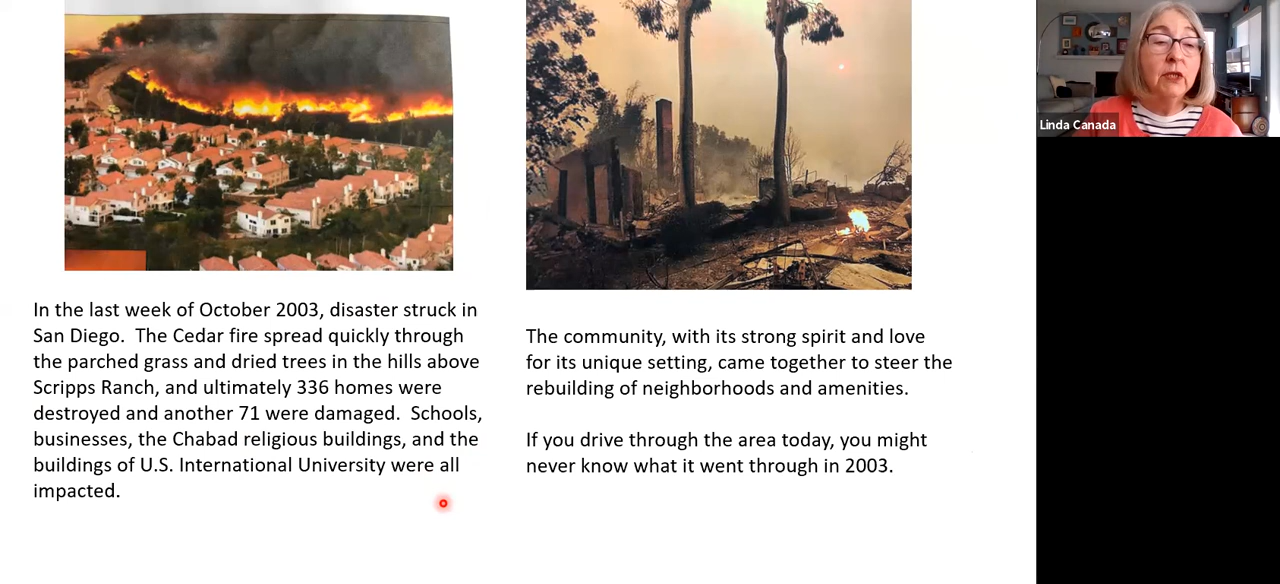 In the last week of October 2003, disaster struck in
San Diego.  The Cedar fire spread quickly through
the parched grass and dried trees in the hills above
Scripps Ranch, and ultimately 336 homes were
destroyed and another 71 were damaged.  Schools,
businesses, the Chabad religious buildings, and the
buildings of U.S. International University were all
impacted.
The community, with its strong spirit and love
for its unique setting, came together to steer the
rebuilding of neighborhoods and amenities.
If you drive through the area today, you might
never know what it went through in 2003.
Linda Canada